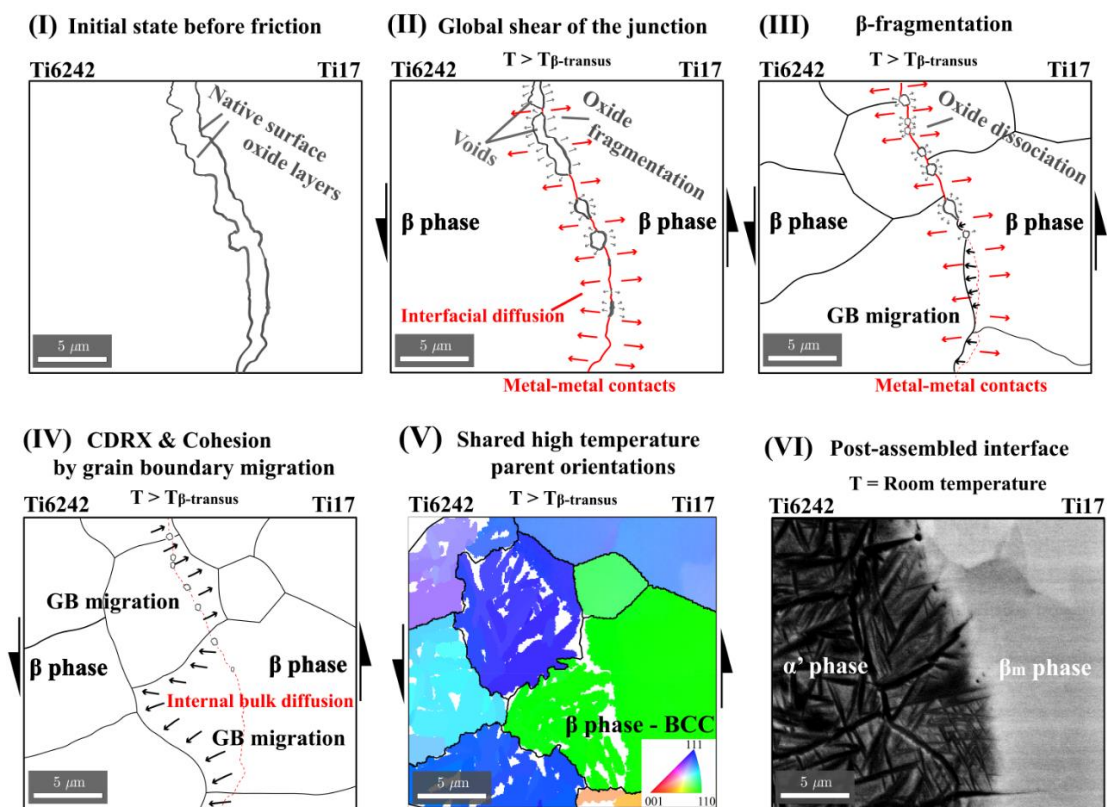 (I) Initial state before friction
Ti6242 Ti17
Native surface
oxide layers
5 μm
(II) Global shear of the junction
T > Tβ-transus
Ti6242 Ti17
Voids
Oxide
fragmentation
β phase β phase
Interfacial diffusion
5 μm
Metal-metal contacts
(III) β-fragmentation
T > Tβ-transus
Ti6242 Ti17
Oxide dissociation
β phase β phase
GB migration
5 μm
Metal-metal contacts
(IV) CDRX & Cohesion
by grain boundary migration
T > Tβ-transus
Ti6242 Ti17
GB migration
β phase β phase
Internal bulk diffusion
GB migration
5 μm
(V) Shared high temperature
parent orientations
T > Tβ-transus
Ti6242 Ti17
β phase - BCC
111
001 110
5 μm
(VI) Post-assembled interface
T = Room temperature
Ti6242 Ti17
α' phase βm phase
5 μm